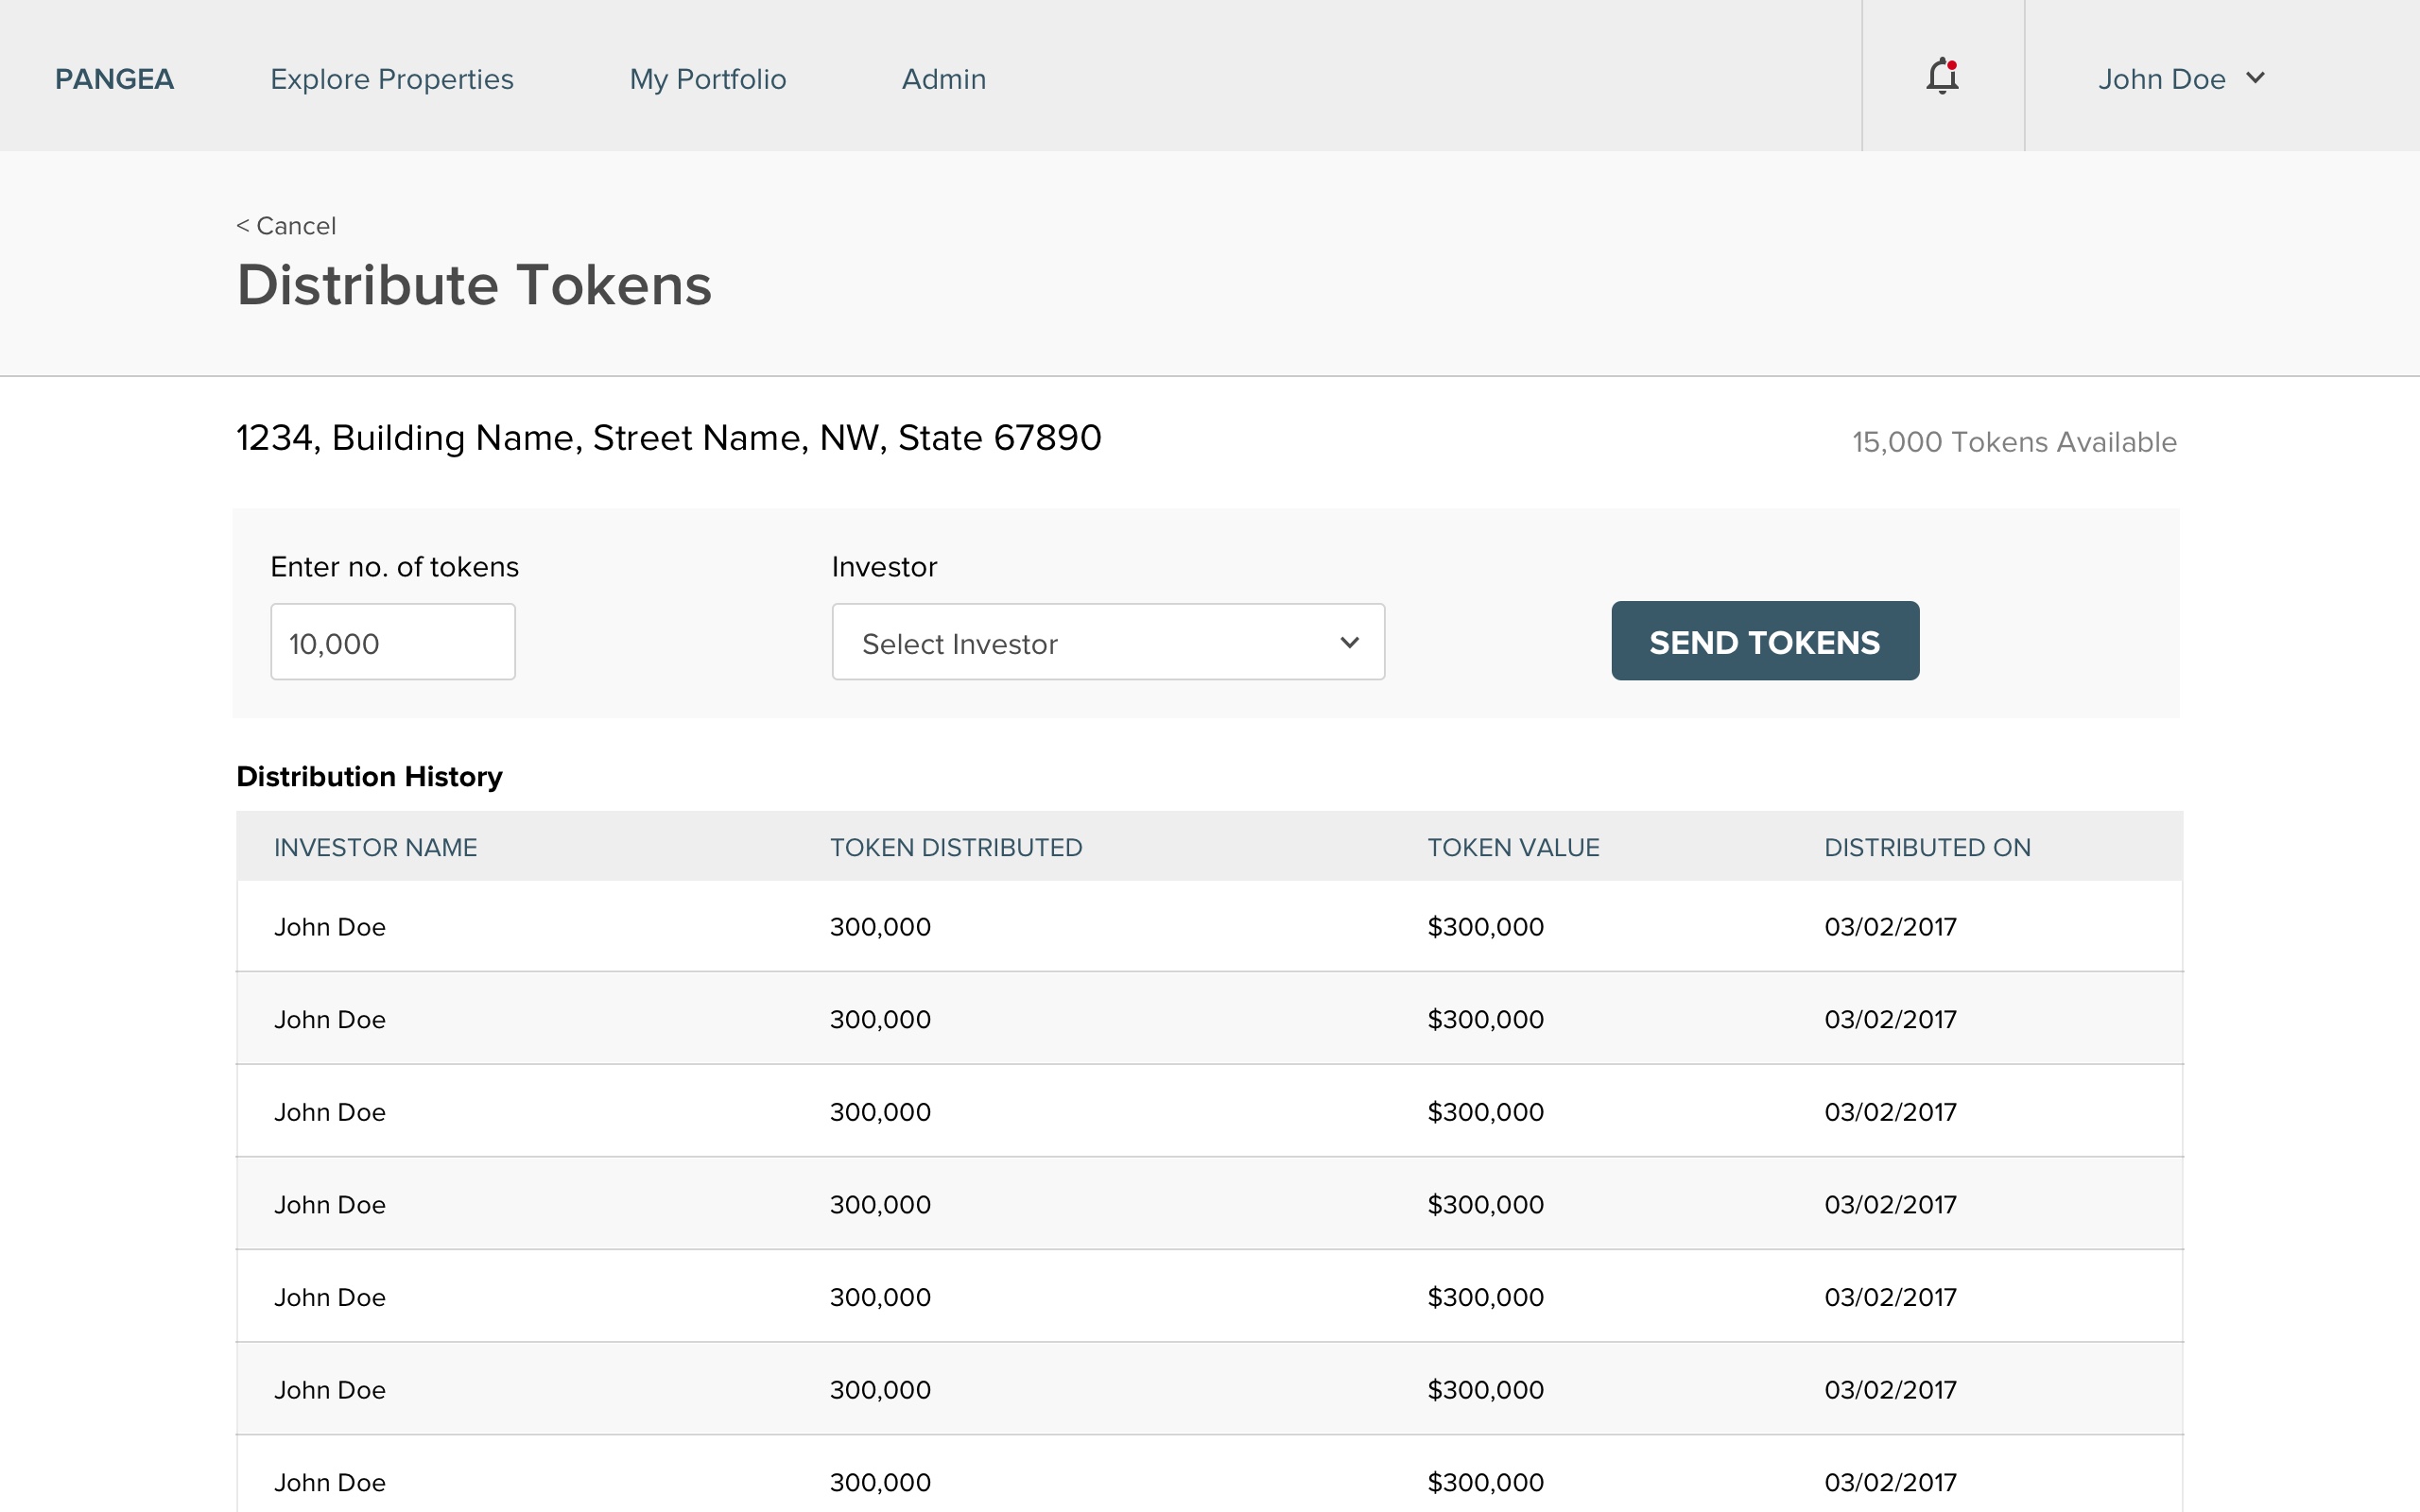 PANGEA Explore Properties My Portfolio Admin John Doe
< Cancel
Distribute Tokens
1234, Building Name, Street Name, NW, State 67890 15,000 Tokens Available
Enter no. of tokens Investor
10,000 Select Investor SEND TOKENS
Distribution History
INVESTOR NAME TOKEN DISTRIBUTED TOKEN VALUE DISTRIBUTED ON
John Doe 300,000 $300,000 03/02/2017
John Doe 300,000 $300,000 03/02/2017
John Doe 300,000 $300,000 03/02/2017
John Doe 300,000 $300,000 03/02/2017
John Doe 300,000 $300,000 03/02/2017
John Doe 300,000 $300,000 03/02/2017
John Doe 300,000 $300,000 03/02/2017